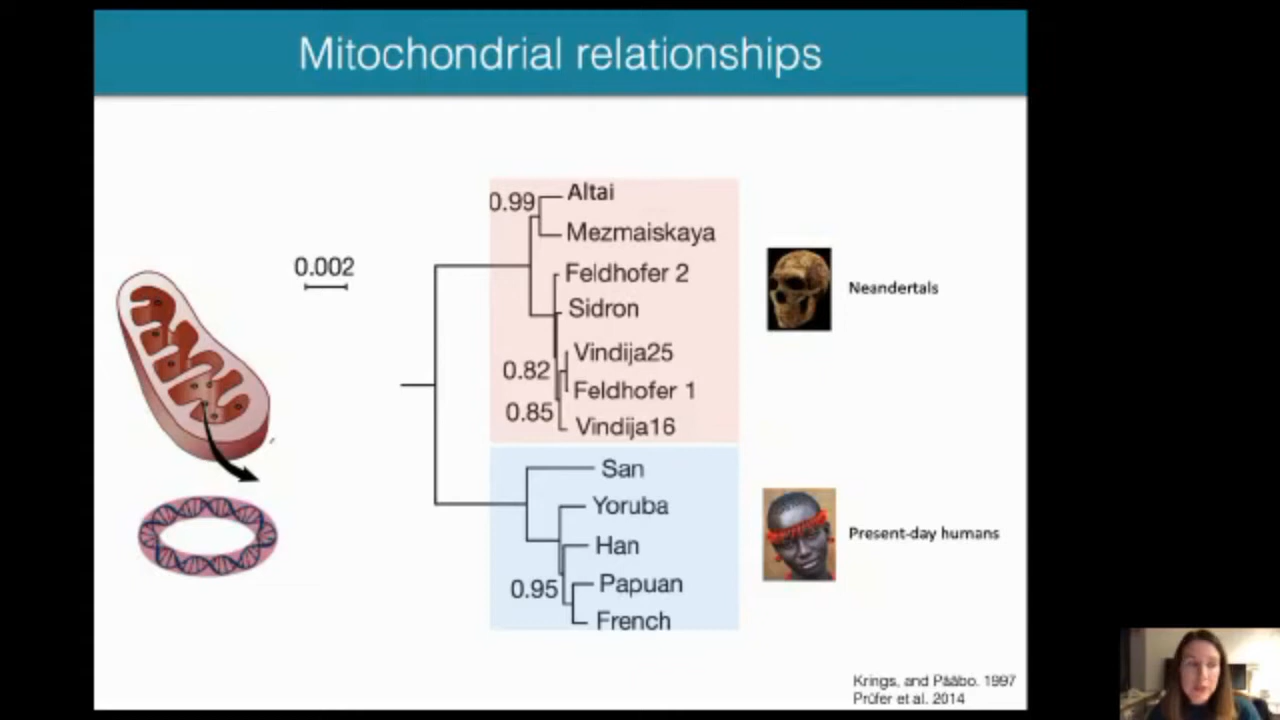 Mitochondrial relationships
0.002
0.99
Altai
Mezmaiskaya
Feldhofer 2
Sidron
Vindija25
0.82
Feldhofer 1
0.85
Vindija16
Neandertals
San
Yoruba
Han
0.95
Papuan
French
Present-day humans
Krings, and Pääbo. 1997
Prüfer et al. 2014